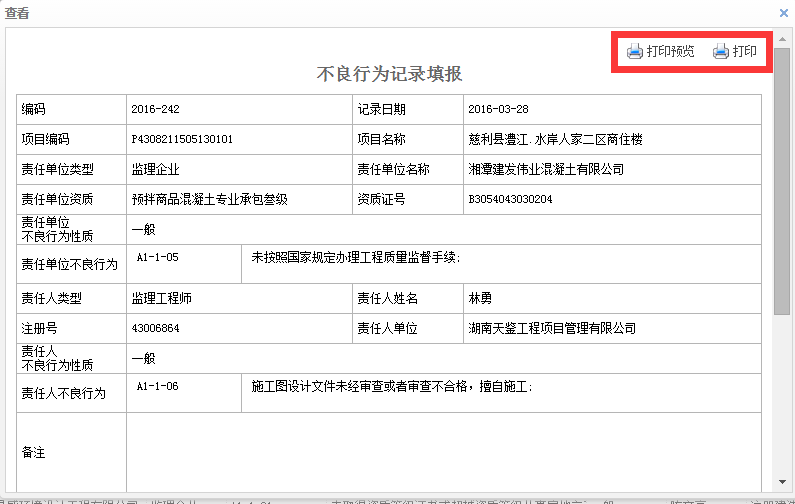 查看
打印预览 打印
不良行为记录填报
编码 2016-242 记录日期 2016-03-28
项目编码 P4308211505130101 项目名称 慈利县澧江.水岸人家二区商住楼
责任单位类型 监理企业 责任单位名称 湘潭建发伟业混凝土有限公司
责任单位资质 预拌商品混凝土专业承包叁级 资质证号 B3054043030204
责任单位
不良行为性质 一般
责任单位不良行为 A1-1-05 未按照国家规定办理工程质量监督手续;
责任人类型 监理工程师 责任人姓名 林勇
注册号 43006864 责任人单位 湖南天鉴工程项目管理有限公司
责任人
不良行为性质 一般
责任人不良行为 A1-1-06 施工图设计文件未经审查或者审查不合格，擅自施工;
备注